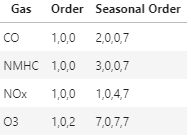 Gas Order Seasonal Order
CO 1,0,0 2,0,0,7
NMHC 1,0,0 3,0,0,7
NOx 1,0,0 1,0,4,7
O3 1,0,2 7,0,7,7